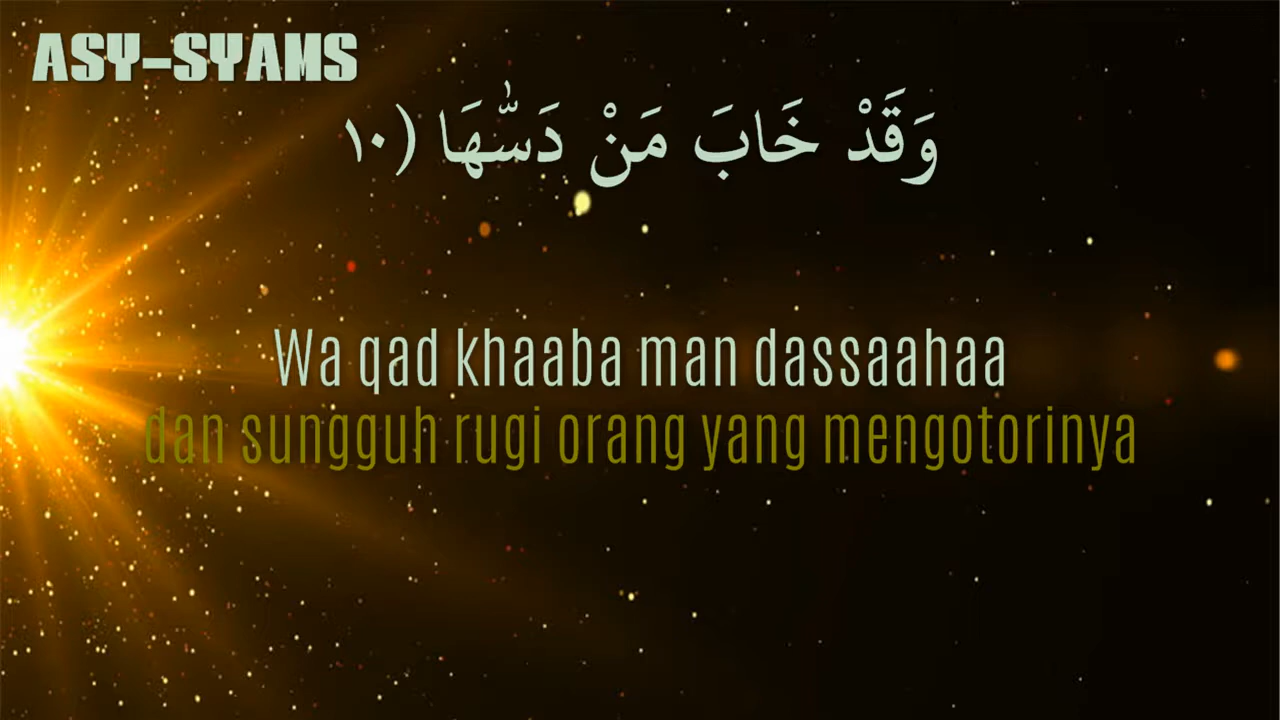 ASY-SYAMS
وَقَدْ خَابَ مَنْ دَسّٰهَا (١٠
Wa qad khaaba man dassaahaa
dan sungguh rugi orang yang mengotorinya